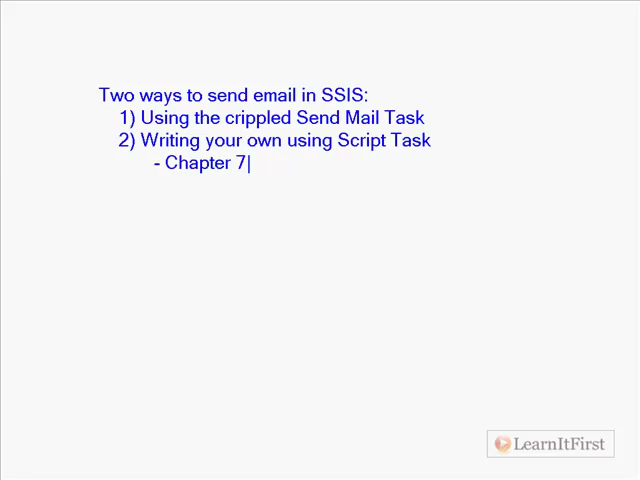 Two ways to send email in SSIS:
1) Using the crippled Send Mail Task
2) Writing your own using Script Task
- Chapter 7
LearnItFirst